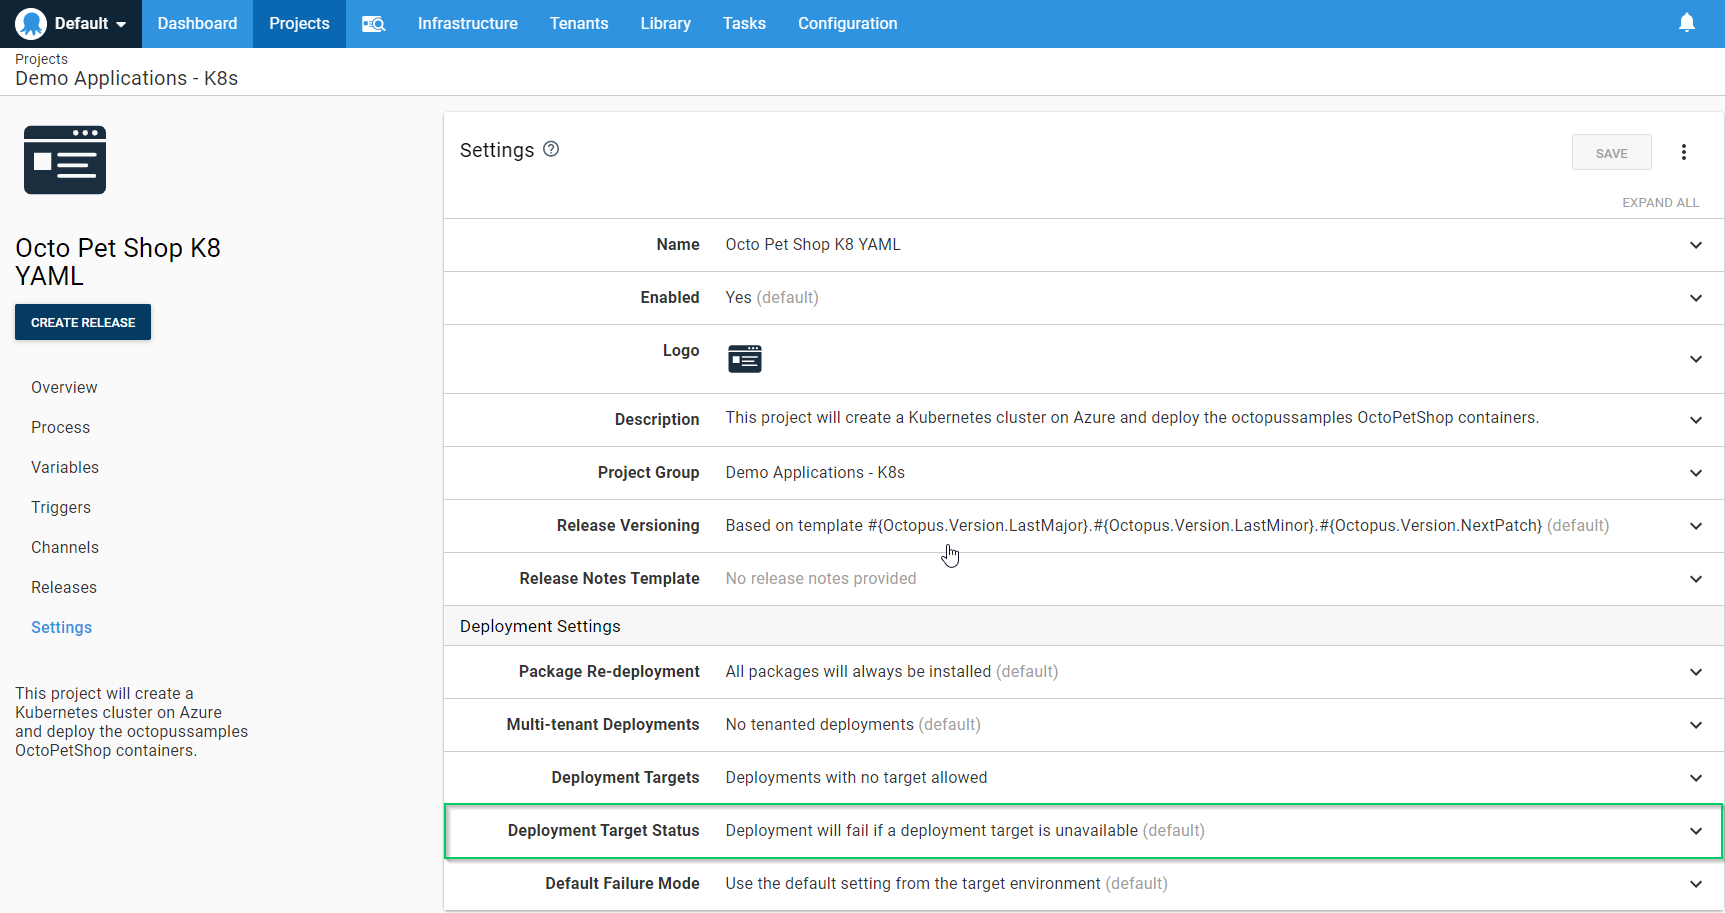 Default Dashboard Projects Infrastructure Tenants Library Tasks Configuration
Projects
Demo Applications - K8s
Octo Pet Shop K8
YAML
CREATE RELEASE
Overview
Process
Variables
Triggers
Channels
Releases
Settings
This project will create a
Kubernetes cluster on Azure
and deploy the octopussamples
OctoPetShop containers.
Settings ?
SAVE
EXPAND ALL
Name Octo Pet Shop K8 YAML
Enabled Yes (default)
Logo
Description This project will create a Kubernetes cluster on Azure and deploy the octopussamples OctoPetShop containers.
Project Group Demo Applications - K8s
Release Versioning Based on template #{Octopus.Version.LastMajor}.#{Octopus.Version.LastMinor}.#{Octopus.Version.NextPatch} (default)
Release Notes Template No release notes provided
Deployment Settings
Package Re-deployment All packages will always be installed (default)
Multi-tenant Deployments No tenanted deployments (default)
Deployment Targets Deployments with no target allowed
Deployment Target Status Deployment will fail if a deployment target is unavailable (default)
Default Failure Mode Use the default setting from the target environment (default)